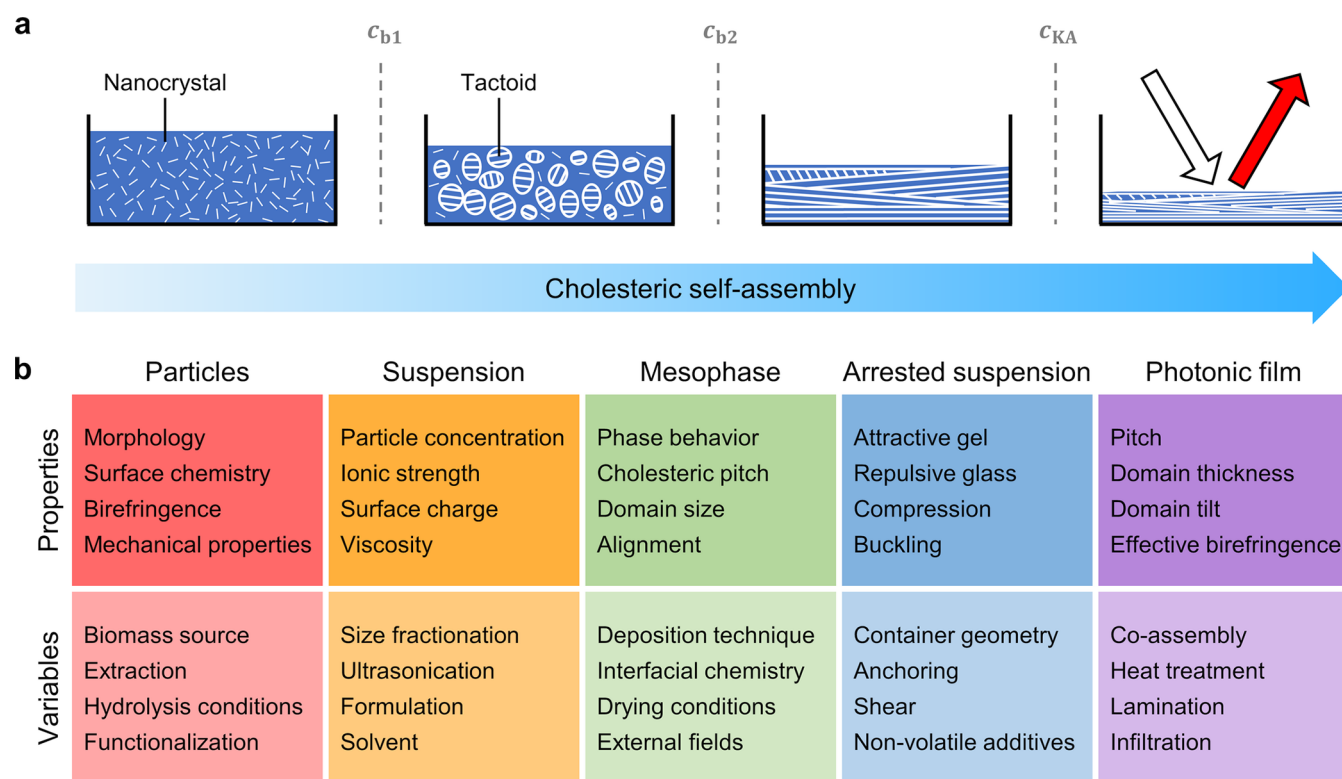 a
c_b1
c_b2
c_KA
Nanocrystal
Tactoid
Cholesteric self-assembly
b
Particles
Suspension
Mesophase
Arrested suspension
Photonic film
Properties
Morphology
Surface chemistry
Birefringence
Mechanical properties
Particle concentration
Ionic strength
Surface charge
Viscosity
Phase behavior
Cholesteric pitch
Domain size
Alignment
Attractive gel
Repulsive glass
Compression
Buckling
Pitch
Domain thickness
Domain tilt
Effective birefringence
Variables
Biomass source
Extraction
Hydrolysis conditions
Functionalization
Size fractionation
Ultrasonication
Formulation
Solvent
Deposition technique
Interfacial chemistry
Drying conditions
External fields
Container geometry
Anchoring
Shear
Non-volatile additives
Co-assembly
Heat treatment
Lamination
Infiltration